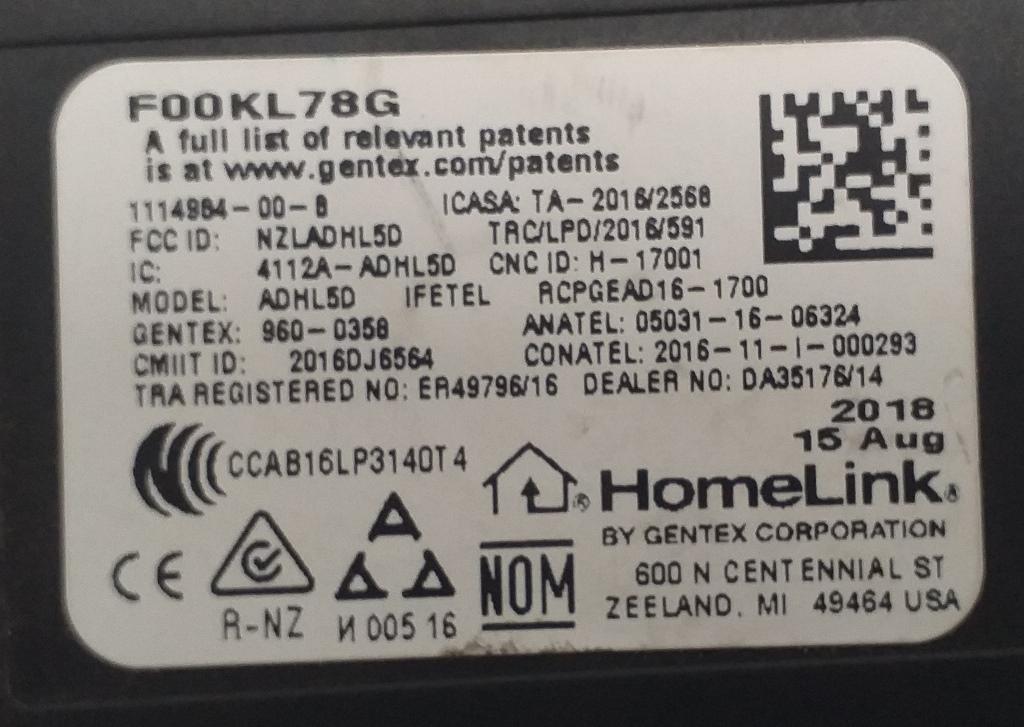 F00KL78G
A full list of relevant patents
is at www.gentex.com/patents
1114984-00-8 ICASA: TA-2016/2568
FCC ID: NZLADHL5D TRC/LPD/2016/591
IC: 4112A-ADHL5D CNC ID: H-17001
MODEL: ADHL5D IFETEL RCPGEAD16-1700
GENTEX: 960-0358 ANATEL: 05031-16-06324
CMIIT ID: 2016DJ6564 CONATEL: 2016-11-I-000293
TRA REGISTERED NO: ER49796/16 DEALER NO: DA35176/14
2018
15 Aug
CCAB16LP3140T4
HomeLink®
BY GENTEX CORPORATION
600 N CENTENNIAL ST
ZEELAND, MI 49464 USA
CE
R-NZ
И 005 16
NOM